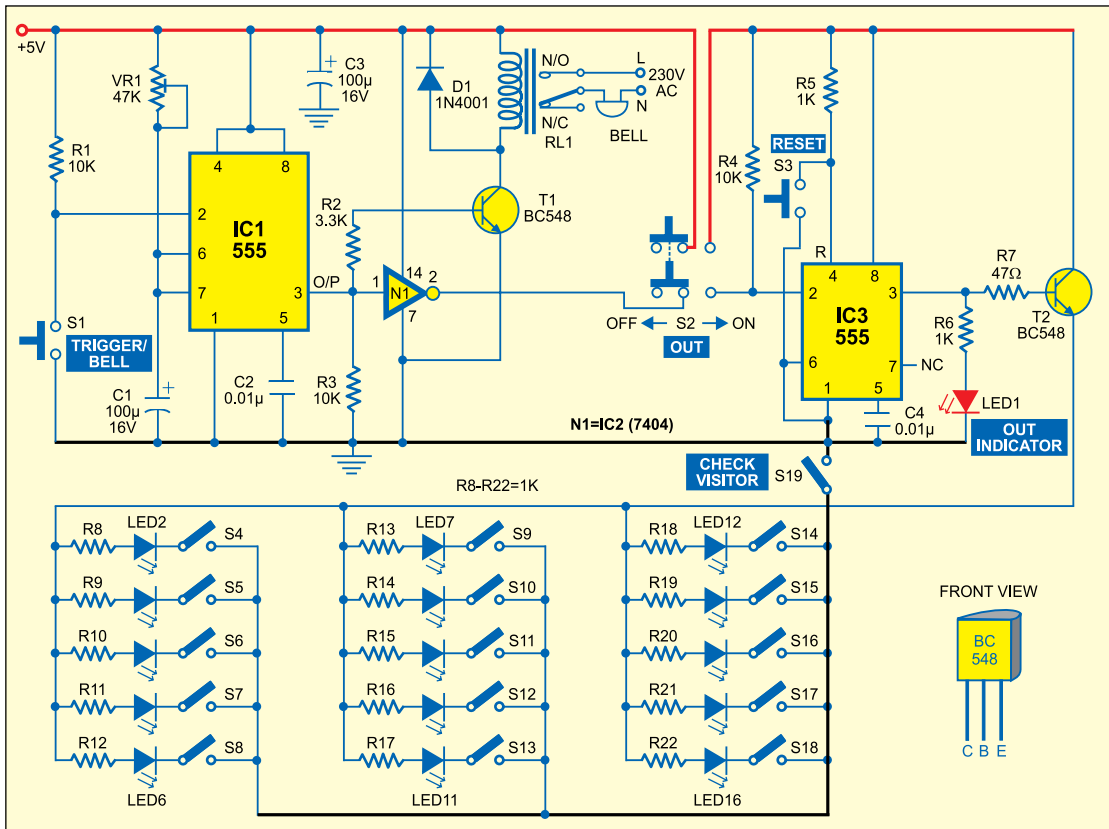 +5V
VR1
47K
R1
10K
C3
100µ
16V
D1
1N4001
N/O
N/C
RL1
L
230V
AC
N
BELL
4
8
IC1
555
2
6
7
3
1
5
O/P
R2
3.3K
T1
BC548
1
14
2
N1
7
S1
TRIGGER/
BELL
C1
100µ
16V
C2
0.01µ
R3
10K
OFF
S2
ON
OUT
R4
10K
R5
1K
RESET
S3
R
4
8
2
3
IC3
555
6
7
NC
1
5
R7
47Ω
R6
1K
T2
BC548
C4
0.01µ
LED1
OUT
INDICATOR
N1=IC2 (7404)
CHECK
VISITOR
S19
R8-R22=1K
R8
LED2
S4
R9
S5
R10
S6
R11
S7
R12
S8
LED6
R13
LED7
S9
R14
S10
R15
S11
R16
S12
R17
S13
LED11
R18
LED12
S14
R19
S15
R20
S16
R21
S17
R22
S18
LED16
FRONT VIEW
BC
548
C B E